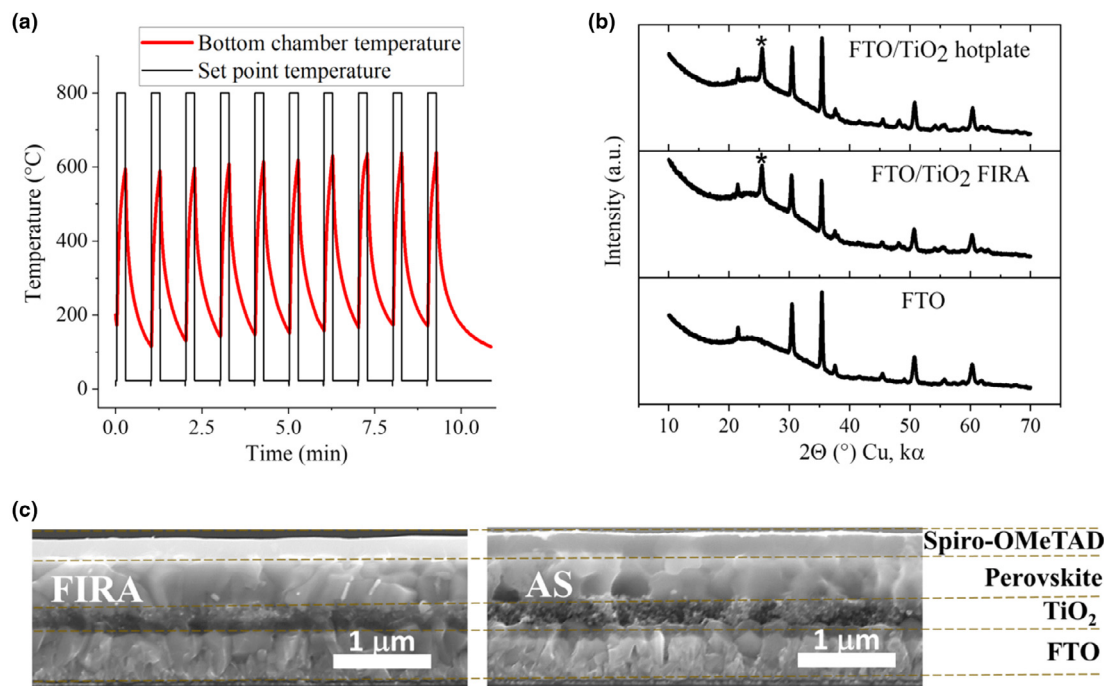 (a)
Bottom chamber temperature
Set point temperature
800
600
400
200
0
Temperature (°C)
0.0 2.5 5.0 7.5 10.0
Time (min)
(b)
*
FTO/TiO₂ hotplate
*
FTO/TiO₂ FIRA
FTO
Intensity (a.u.)
10 20 30 40 50 60 70
2Θ (°) Cu, kα
(c)
FIRA
1 μm
AS
1 μm
Spiro-OMeTAD
Perovskite
TiO₂
FTO